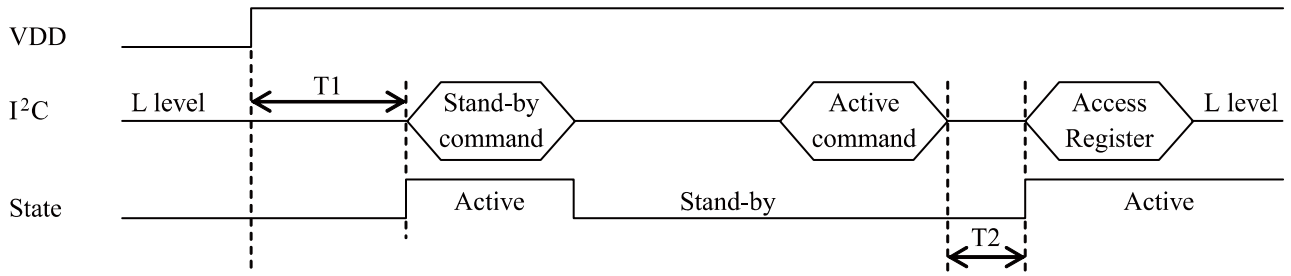 VDD
T1
I²C
L level
Stand-by
command
Active
command
Access
Register
L level
State
Active
Stand-by
Active
T2